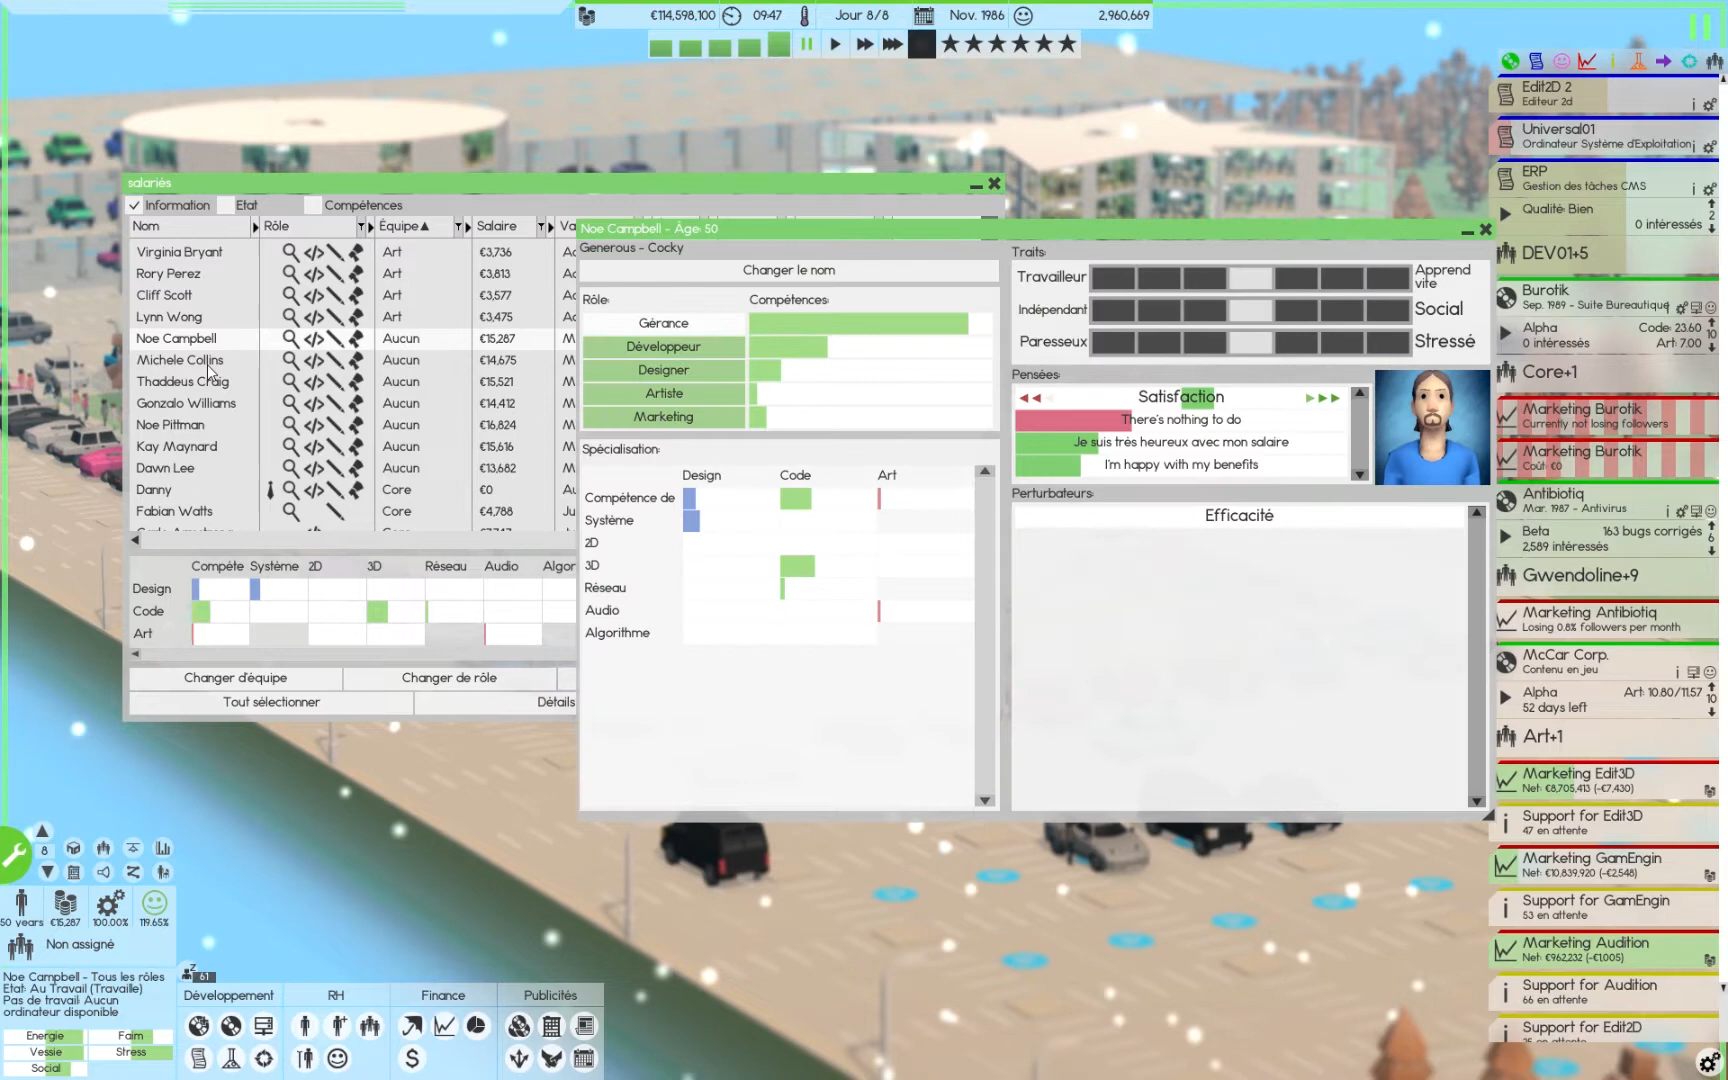 €114,598,100
09:47
Jour 8/8
Nov. 1986
2,960,669
salariés
Information
Etat
Compétences
Nom
Rôle
Équipe
Salaire
Virginia Bryant
Art
€3,736
Rory Perez
Art
€3,813
Cliff Scott
Art
€3,577
Lynn Wong
Art
€3,475
Noe Campbell
Aucun
€15,287
Michele Collins
Aucun
€14,675
Thaddeus
Aucun
€15,521
Gonzalo Williams
Aucun
€14,412
Noe Pittman
Aucun
€16,824
Kay Maynard
Aucun
€15,616
Dawn Lee
Aucun
€13,682
Danny
Core
€0
Fabian Watts
Core
€4,788
Compéte
Système
2D
3D
Réseau
Audio
Algor
Design
Code
Art
Changer d'équipe
Changer de rôle
Tout sélectionner
Détails
Noe Campbell - Âge: 50
Generous - Cocky
Changer le nom
Rôle:
Compétences:
Gérance
Développeur
Designer
Artiste
Marketing
Spécialisation:
Design
Code
Art
Compétence de
Système
2D
3D
Réseau
Audio
Algorithme
Traits:
Travailleur
Apprend vite
Indépendant
Social
Paresseux
Stressé
Pensées:
Satisfaction
There's nothing to do
Je suis très heureux avec mon salaire
I'm happy with my benefits
Perturbateurs:
Efficacité
Edit2D 2
Editeur 2d
Universal01
Ordinateur Système d'Exploitation
ERP
Gestion des tâches CMS
Qualité: Bien
2
0 intéressés
DEV01+5
Burotik
Sep. 1989 - Suite Bureautique
Alpha
Code: 23.60
10
0 intéressés
Art: 7.00
Core+1
Marketing Burotik
Currently not losing followers
Marketing Burotik
Coût: €0
Antibiotiq
Mar. 1987 - Antivirus
Beta
163 bugs corrigés
6
2,589 intéressés
Gwendoline+9
Marketing Antibiotiq
Losing 0.8% followers per month
McCar Corp.
Contenu en jeu
Alpha
Art: 10.80/11.57
10
52 days left
Art+1
Marketing Edit3D
Net: €8,705,413 (-€7,430)
Support for Edit3D
47 en attente
Marketing GamEngin
Net: €10,839,920 (-€2,548)
Support for GamEngin
53 en attente
Marketing Audition
Net: €962,232 (-€1,005)
Support for Audition
66 en attente
Support for Edit2D
8
50 years
€15,287
100.00%
119.65%
Non assigné
Noe Campbell - Tous les rôles
Etat: Au Travail (Travaille)
Pas de travail: Aucun
ordinateur disponible
Energie
Faim
Vessie
Stress
Social
61
Développement
RH
Finance
Publicités